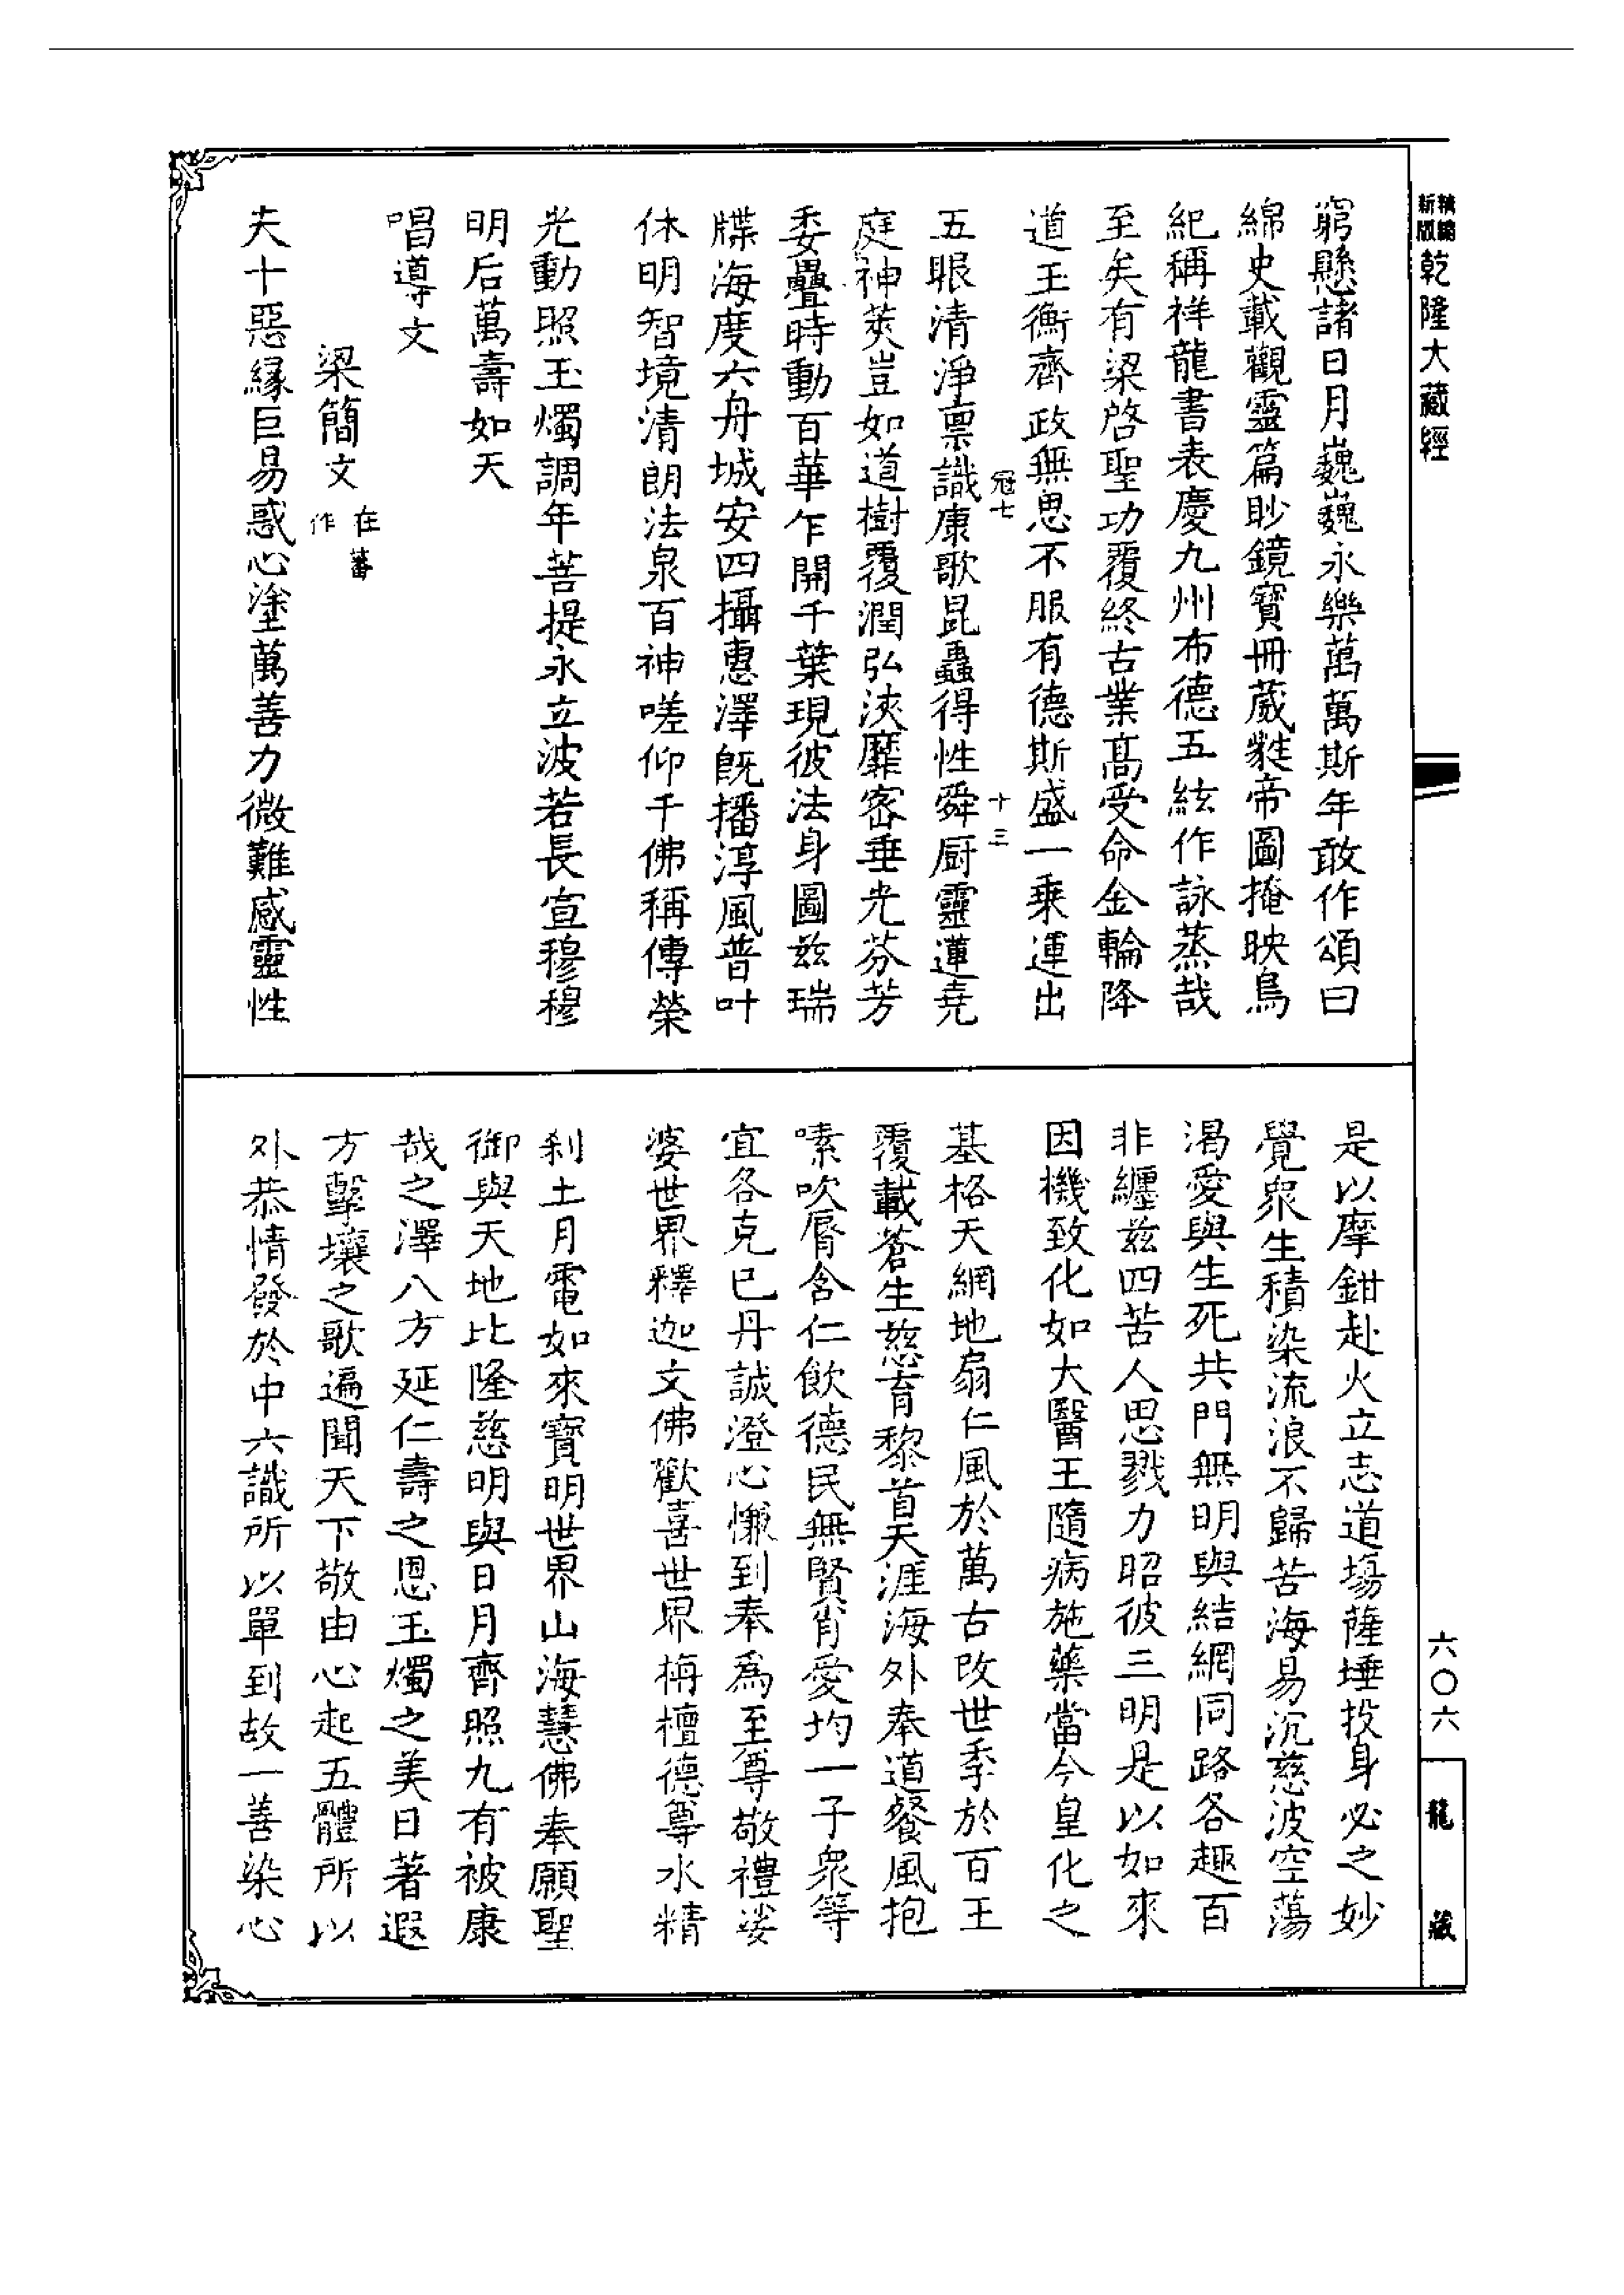 精編
新版
乾隆大藏經
窮懸諸日月巍巍永樂萬萬斯年敢作頌曰
綿史載觀靈篇眇鏡寶冊葳蕤帝圖掩映鳥
紀稱祥龍書表慶九州布德五絃作詠蒸哉
至矣有梁啓聖功覆終古業高受命金輪降
道玉衡齊政無思不服有德斯盛一乗運出
冠七
十三
五眼清淨禀識康歌昆蟲得性舜厨靈蓮堯
庭神莢豈如道樹覆潤弘浹靡密垂光芬芳
委疊時動百華乍開千葉現彼法身圖兹瑞
牒海度六舟城安四攝惠澤既播淳風普叶
休明智境清朗法泉百神嗟仰千佛稱傳榮
光動照玉燭調年菩提永立波若長宣穆穆
明后萬壽如天
唱導文
梁簡文在蕃作
夫十惡緣巨易惑心塗萬善力微難感靈性
是以摩鉗赴火立志道場薩埵投身必之妙
覺衆生積染流浪不歸苦海易沉慈波空蕩
渴愛與生死共門無明與結網同路各趣百
非纏兹四苦人思戮力昭彼三明是以如來
因機致化如大醫王隨病施藥當今皇化之
基格天網地扇仁風於萬古改世季於百王
覆載蒼生慈育黎首天涯海外奉道餐風抱
嗉吹脣含仁飲德民無賢肖愛均一子衆等
宜各克已丹誠澄心慊到奉爲至尊敬禮娑
婆世界釋迦文佛歡喜世界栴檀德尊水精
刹土月電如來寶明世界山海慧佛奉願聖
御與天地比隆慈明與日月齊照九有被康
哉之澤八方延仁壽之恩玉燭之美日著遐
方擊壤之歌遍聞天下敬由心起五體所以
外恭情發於中六識所以單到故一善染心
六〇六
龍藏